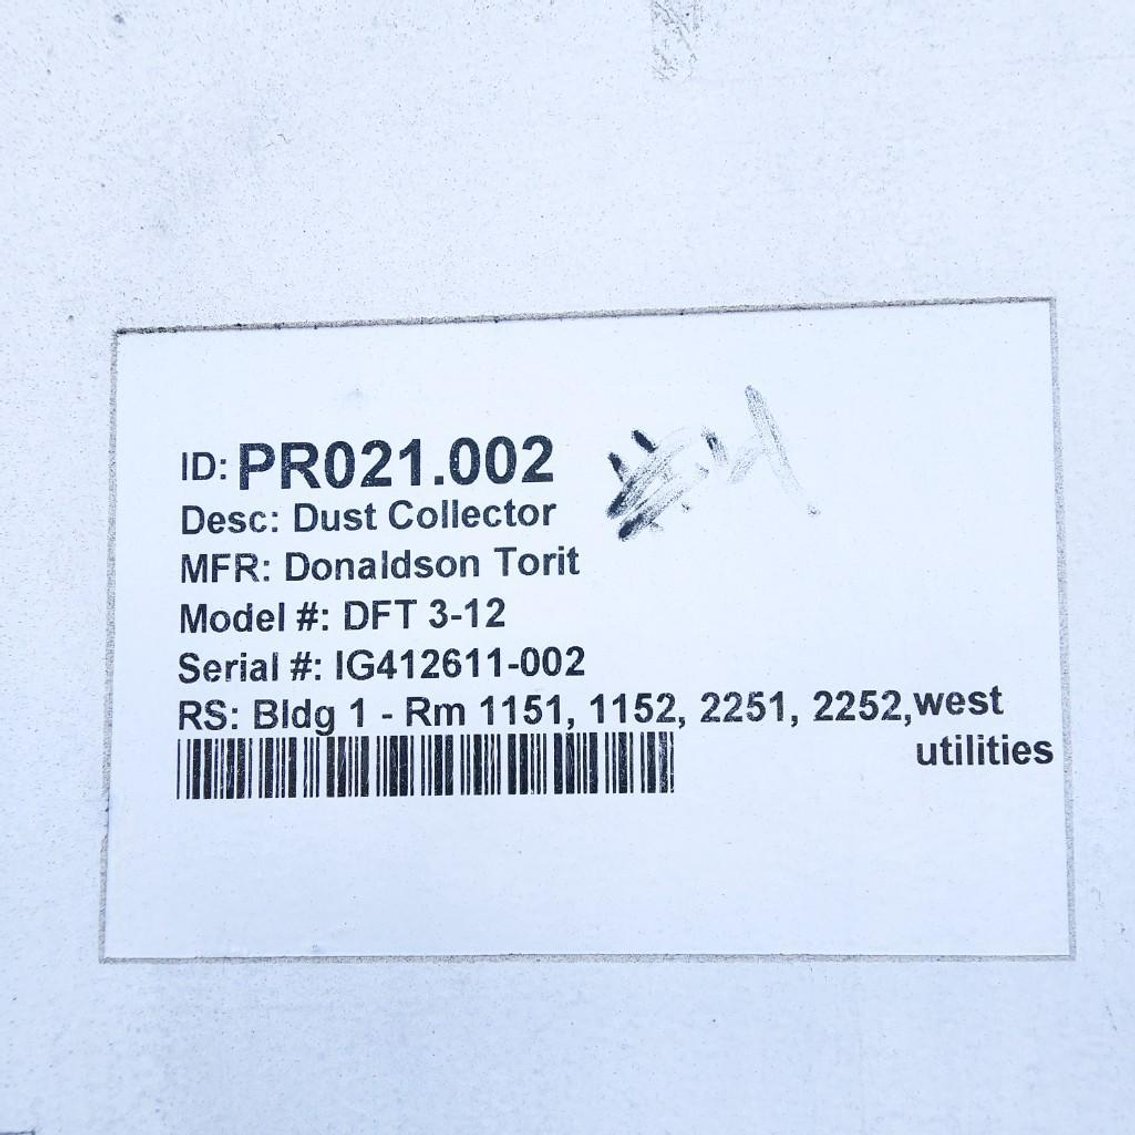 ID: PR021.002
Desc: Dust Collector
MFR: Donaldson Torit
Model #: DFT 3-12
Serial #: IG412611-002
RS: Bldg 1 - Rm 1151, 1152, 2251, 2252,west
utilities